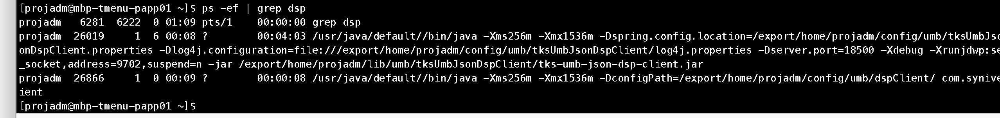 [projadm@mbp-tmenu-papp01 ~]$ ps -ef | grep dsp
projadm   6281  6222  0 01:09 pts/1    00:00:00 grep dsp
projadm  26019     1  6 00:08 ?        00:04:03 /usr/java/default//bin/java -Xms256m -Xmx1536m -Dspring.config.location=/export/home/projadm/config/umb/tksUmbJso
onDspClient.properties -Dlog4j.configuration=file:///export/home/projadm/config/umb/tksUmbJsonDspClient/log4j.properties -Dserver.port=18500 -Xdebug -Xrunjdwp:se
_socket,address=9702,suspend=n -jar /export/home/projadm/lib/umb/tksUmbJsonDspClient/tks-umb-json-dsp-client.jar
projadm  26866     1  0 00:09 ?        00:00:08 /usr/java/default//bin/java -Xms256m -Xmx1536m -DconfigPath=/export/home/projadm/config/umb/dspClient/ com.synive
ient
[projadm@mbp-tmenu-papp01 ~]$